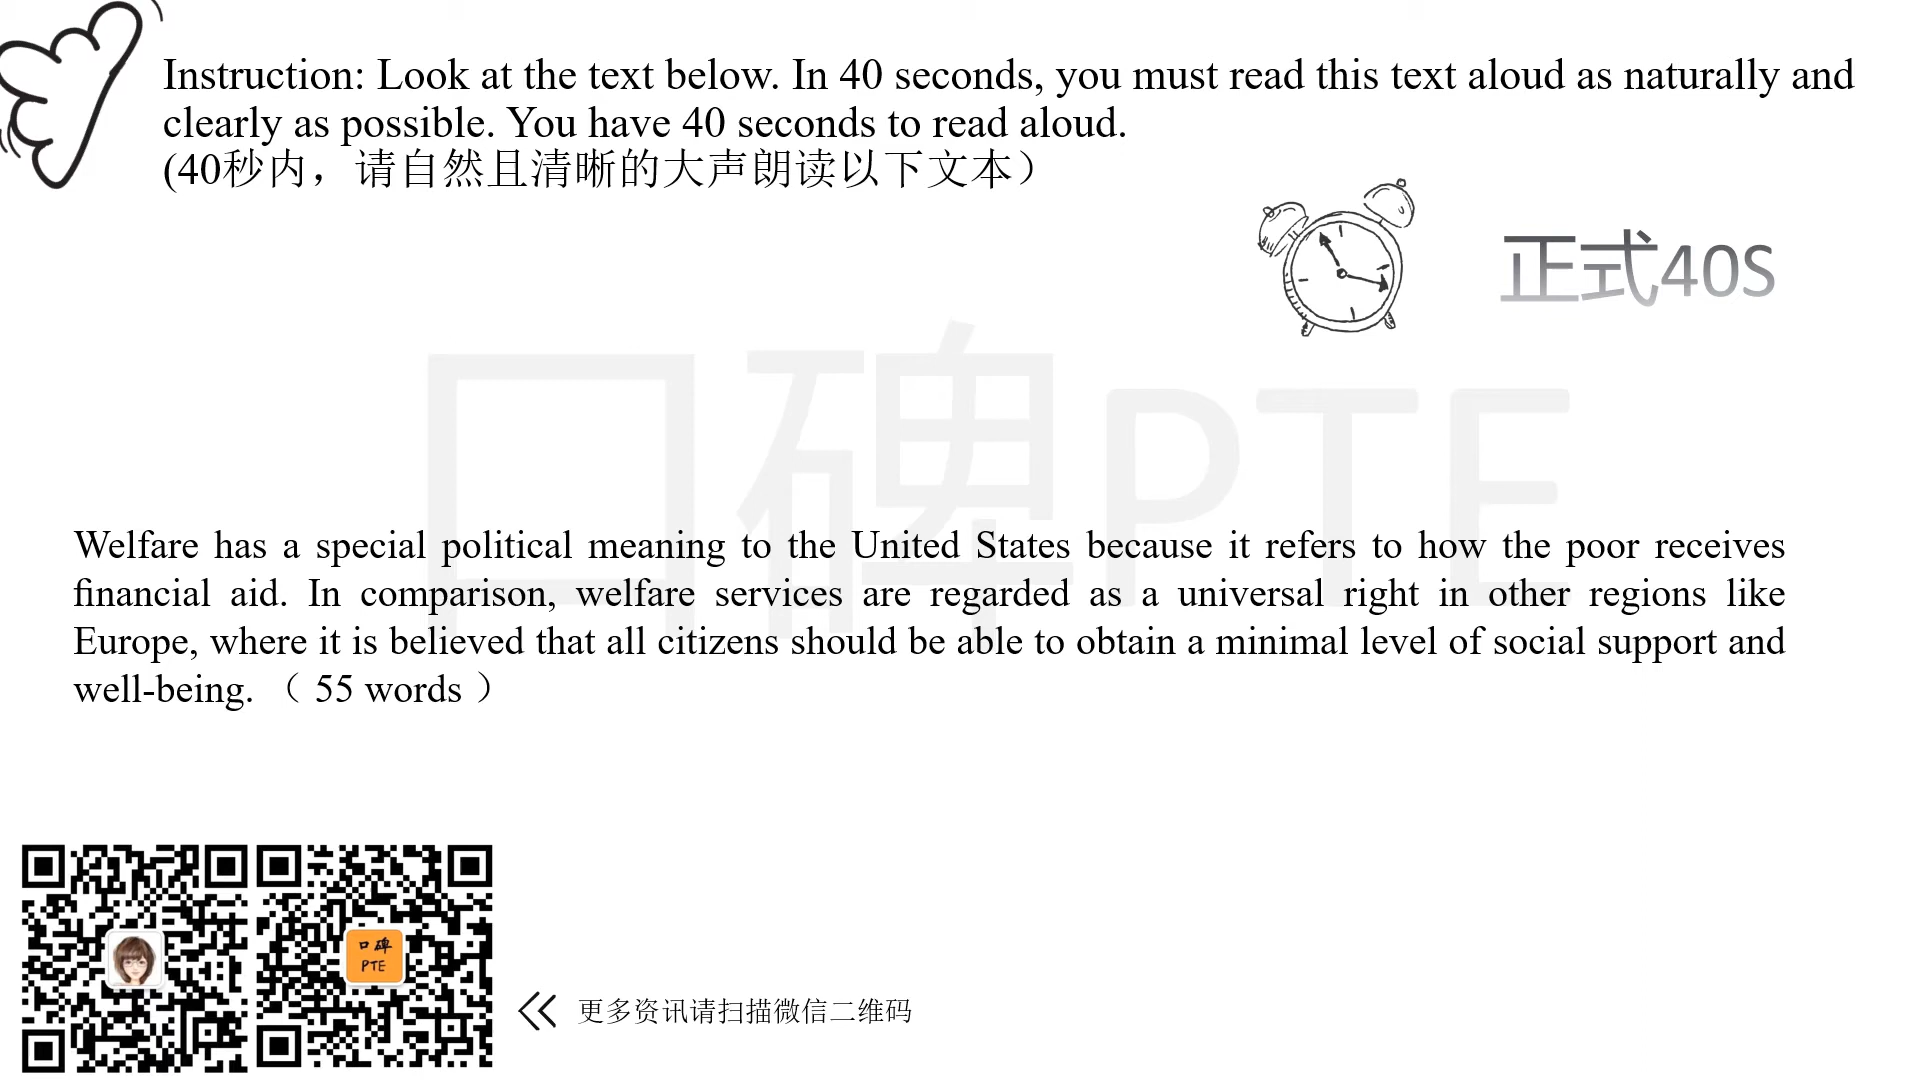 Instruction: Look at the text below. In 40 seconds, you must read this text aloud as naturally and
clearly as possible. You have 40 seconds to read aloud.
(40秒内，请自然且清晰的大声朗读以下文本）
正式40S
口碑PTE
Welfare has a special political meaning to the United States because it refers to how the poor receives
financial aid. In comparison, welfare services are regarded as a universal right in other regions like
Europe, where it is believed that all citizens should be able to obtain a minimal level of social support and
well-being. （ 55 words ）
口碑
PTE
更多资讯请扫描微信二维码